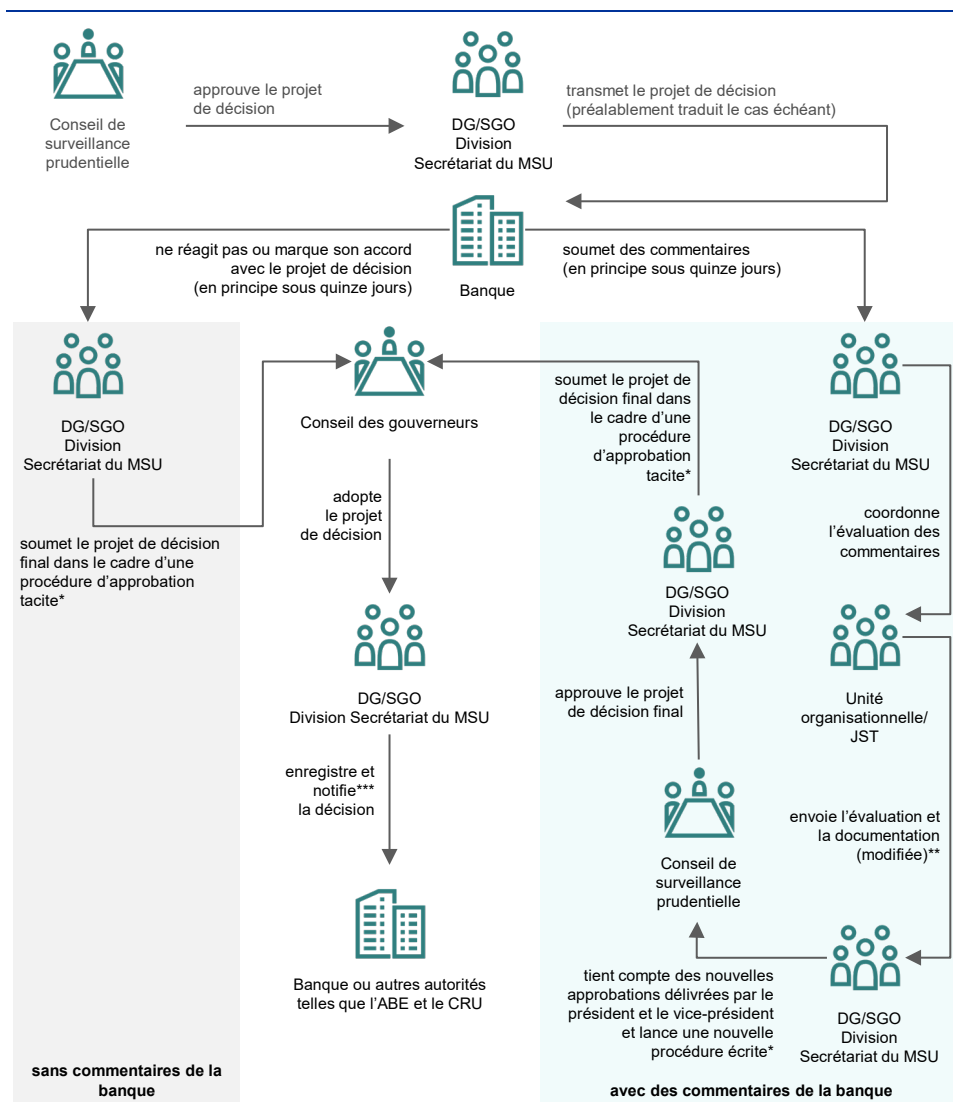 approuve le projet
de décision
transmet le projet de décision
(préalablement traduit le cas échéant)
Conseil de
surveillance
prudentielle
DG/SGO
Division
Secrétariat du MSU
ne réagit pas ou marque son accord
avec le projet de décision
(en principe sous quinze jours)
soumet des commentaires
(en principe sous quinze jours)
Banque
DG/SGO
Division
Secrétariat du MSU
soumet le projet de décision
final dans le cadre d’une
procédure d’approbation
tacite*
Conseil des gouverneurs
adopte
le projet
de décision
DG/SGO
Division Secrétariat du MSU
enregistre et
notifie***
la décision
Banque ou autres autorités
telles que l’ABE et le CRU
soumet le projet de
décision final dans
le cadre d’une
procédure
d’approbation
tacite*
DG/SGO
Division
Secrétariat du MSU
coordonne
l’évaluation des
commentaires
DG/SGO
Division
Secrétariat du MSU
Unité
organisationnelle/
JST
approuve le projet
de décision final
envoie l’évaluation et
la documentation
(modifiée)**
Conseil de
surveillance
prudentielle
tient compte des nouvelles
approbations délivrées par le
président et le vice-président
et lance une nouvelle
procédure écrite*
DG/SGO
Division
Secrétariat du MSU
sans commentaires de la
banque
avec des commentaires de la banque